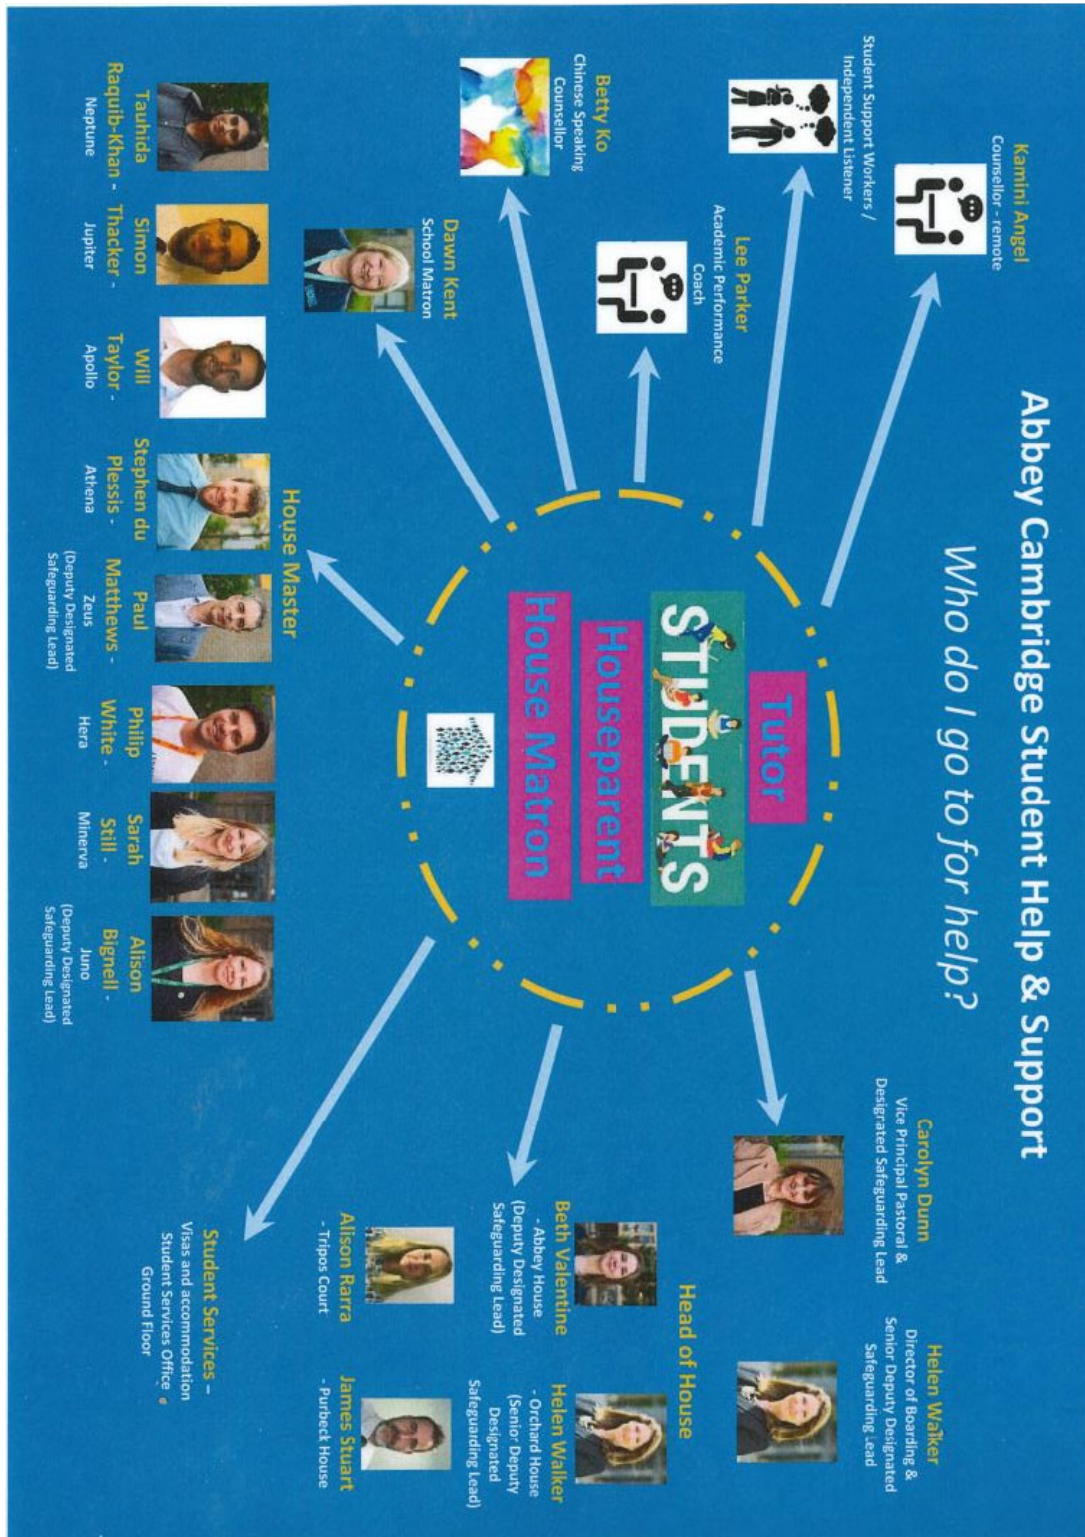 Abbey Cambridge Student Help & Support
Who do I go to for help?
Kamini Angel
Counsellor - remote
Student Support Workers /
Independent Listener
Lee Parker
Academic Performance
Coach
Betty Ko
Chinese Speaking
Counsellor
Dawn Kent
School Matron
Tutor
STUDENTS
Houseparent
House Matron
Carolyn Dunn
Vice Principal Pastoral &
Designated Safeguarding Lead
Helen Walker
Director of Boarding &
Senior Deputy Designated
Safeguarding Lead
Head of House
Beth Valentine
- Abbey House
(Deputy Designated
Safeguarding Lead)
Helen Walker
- Orchard House
(Senior Deputy
Designated
Safeguarding Lead)
Alison Rarra
- Tripos Court
James Stuart
- Purbeck House
Student Services –
Visas and accommodation
Student Services Office
Ground Floor
House Master
Tauhida
Raquib-Khan -
Neptune
Simon
Thacker -
Jupiter
Will
Taylor -
Apollo
Stephen du
Plessis -
Athena
Paul
Matthews -
Zeus
(Deputy Designated
Safeguarding Lead)
Philip
White -
Hera
Sarah
Still -
Minerva
Alison
Bignell -
Juno
(Deputy Designated
Safeguarding Lead)